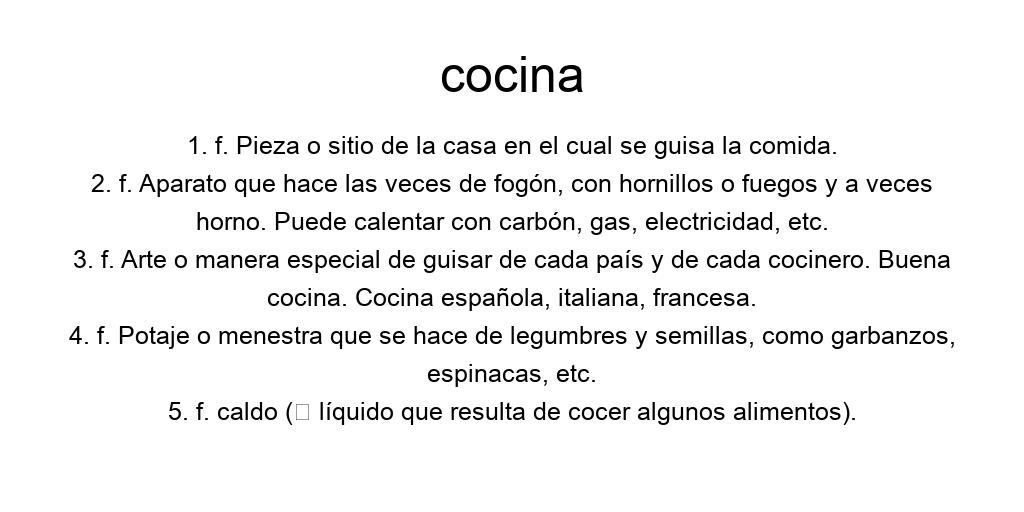 cocina
1. f. Pieza o sitio de la casa en el cual se guisa la comida.
2. f. Aparato que hace las veces de fogón, con hornillos o fuegos y a veces
horno. Puede calentar con carbón, gas, electricidad, etc.
3. f. Arte o manera especial de guisar de cada país y de cada cocinero. Buena
cocina. Cocina española, italiana, francesa.
4. f. Potaje o menestra que se hace de legumbres y semillas, como garbanzos,
espinacas, etc.
5. f. caldo (□ líquido que resulta de cocer algunos alimentos).